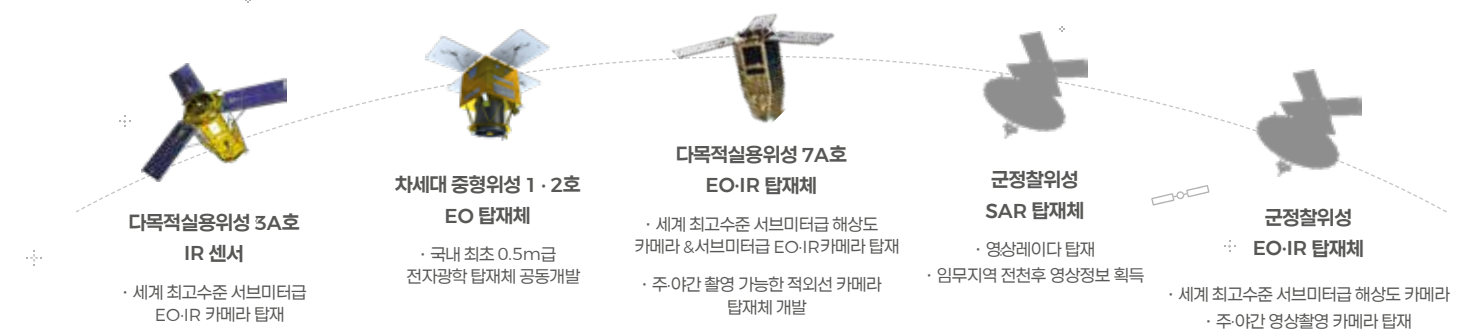 다목적실용위성 3A호
IR 센서
· 세계 최고수준 서브미터급
EO·IR 카메라 탑재
차세대 중형위성 1 · 2호
EO 탑재체
· 국내 최초 0.5m급
전자광학 탑재체 공동개발
다목적실용위성 7A호
EO·IR 탑재체
· 세계 최고수준 서브미터급 해상도
카메라 &서브미터급 EO·IR카메라 탑재
· 주·야간 촬영 가능한 적외선 카메라
탑재체 개발
군정찰위성
SAR 탑재체
· 영상레이다 탑재
· 임무지역 전천후 영상정보 획득
군정찰위성
EO·IR 탑재체
· 세계 최고수준 서브미터급 해상도 카메라
· 주·야간 영상촬영 카메라 탑재